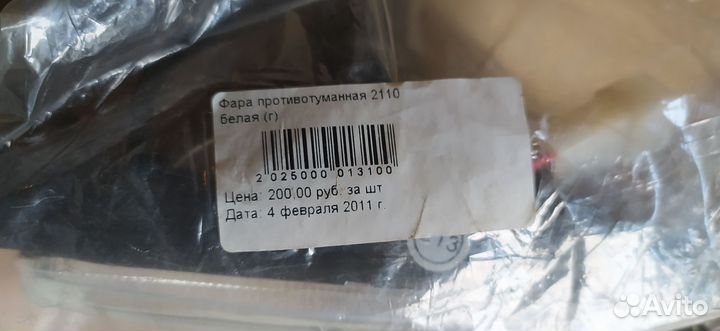 Фара противотуманная 2110
белая (г)
2 025000 013100
Цена: 200,00 руб. за шт
Дата: 4 февраля 2011 г.
Avito